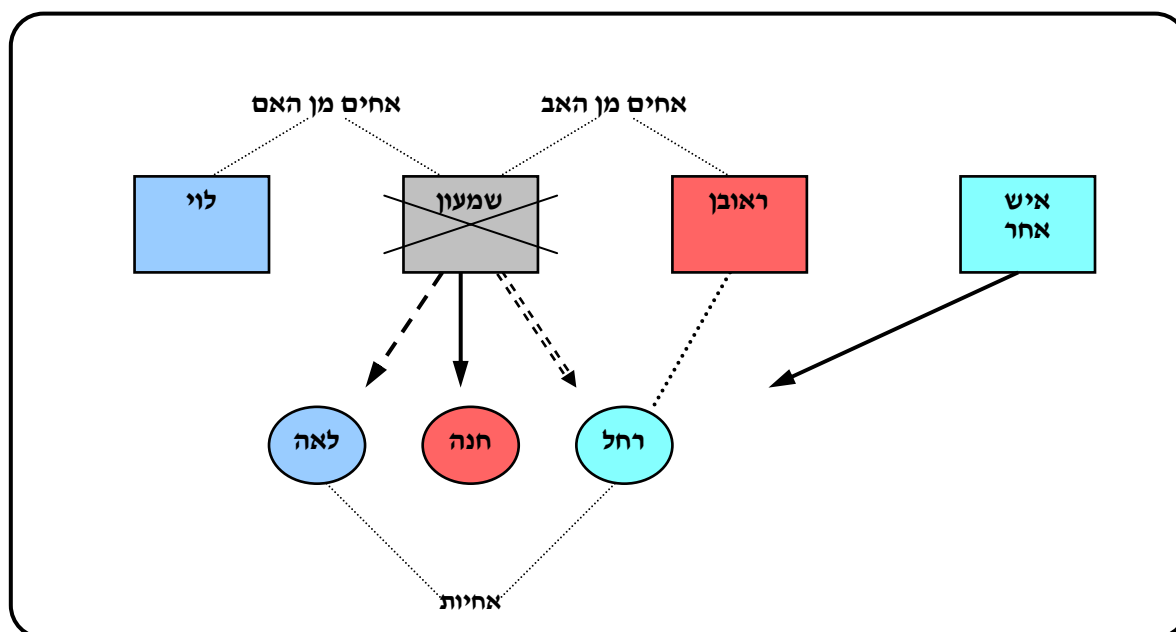 אחים מן האב
אחים מן האם
איש
אחר
ראובן
שמעון
לוי
רחל
חנה
לאה
אחיות